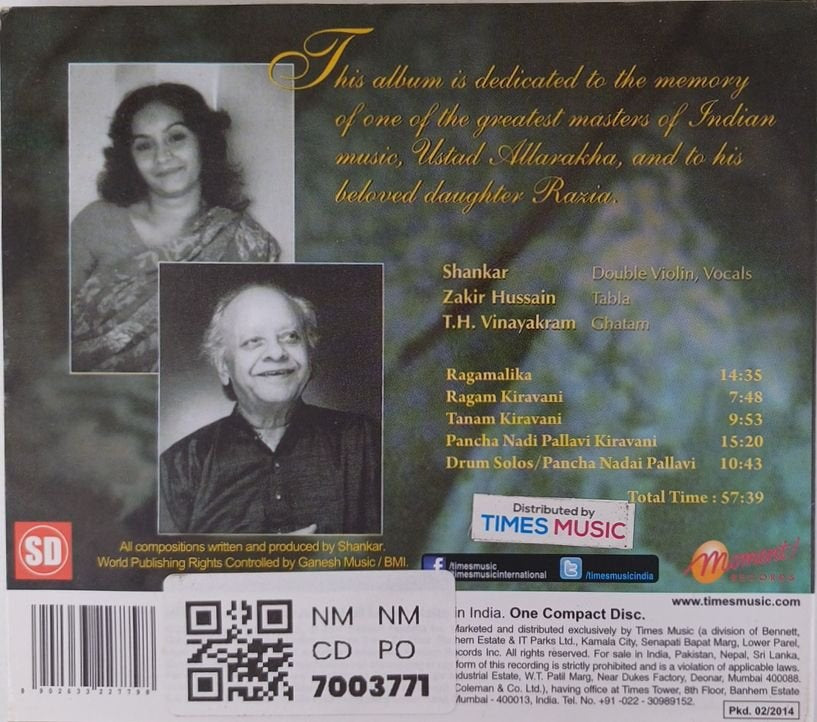 This album is dedicated to the memory
of one of the greatest masters of Indian
music, Ustad Allarakha, and to his
beloved daughter Razia.
Shankar Double Violin, Vocals
Zakir Hussain Tabla
T.H. Vinayakram Ghatam
Ragamalika 14:35
Ragam Kiravani 7:48
Tanam Kiravani 9:53
Pancha Nadi Pallavi Kiravani 15:20
Drum Solos/Pancha Nadai Pallavi 10:43
Total Time : 57:39
Distributed by
TIMES MUSIC
SD
All compositions written and produced by Shankar.
World Publishing Rights Controlled by Ganesh Music / BMI.
f /timesmusic
timesmusicinternational
/timesmusicindia
Moment!
RECORDS
www.timesmusic.com
8 902633 227798
NM NM
CD PO
7003771
in India. One Compact Disc.
Marketed and distributed exclusively by Times Music (a division of Bennett,
hem Estate & IT Parks Ltd., Kamala City, Senapati Bapat Marg, Lower Parel,
ecords Inc. All rights reserved. For sale in India, Pakistan, Nepal, Sri Lanka,
form of this recording is strictly prohibited and is a violation of applicable laws.
dustrial Estate, W.T. Patil Marg, Near Dukes Factory, Deonar, Mumbai 400088.
Coleman & Co. Ltd.), having office at Times Tower, 8th Floor, Banhem Estate
Mumbai - 400013, India. Tel. No. +91 -022 - 30989152.
Pkd. 02/2014